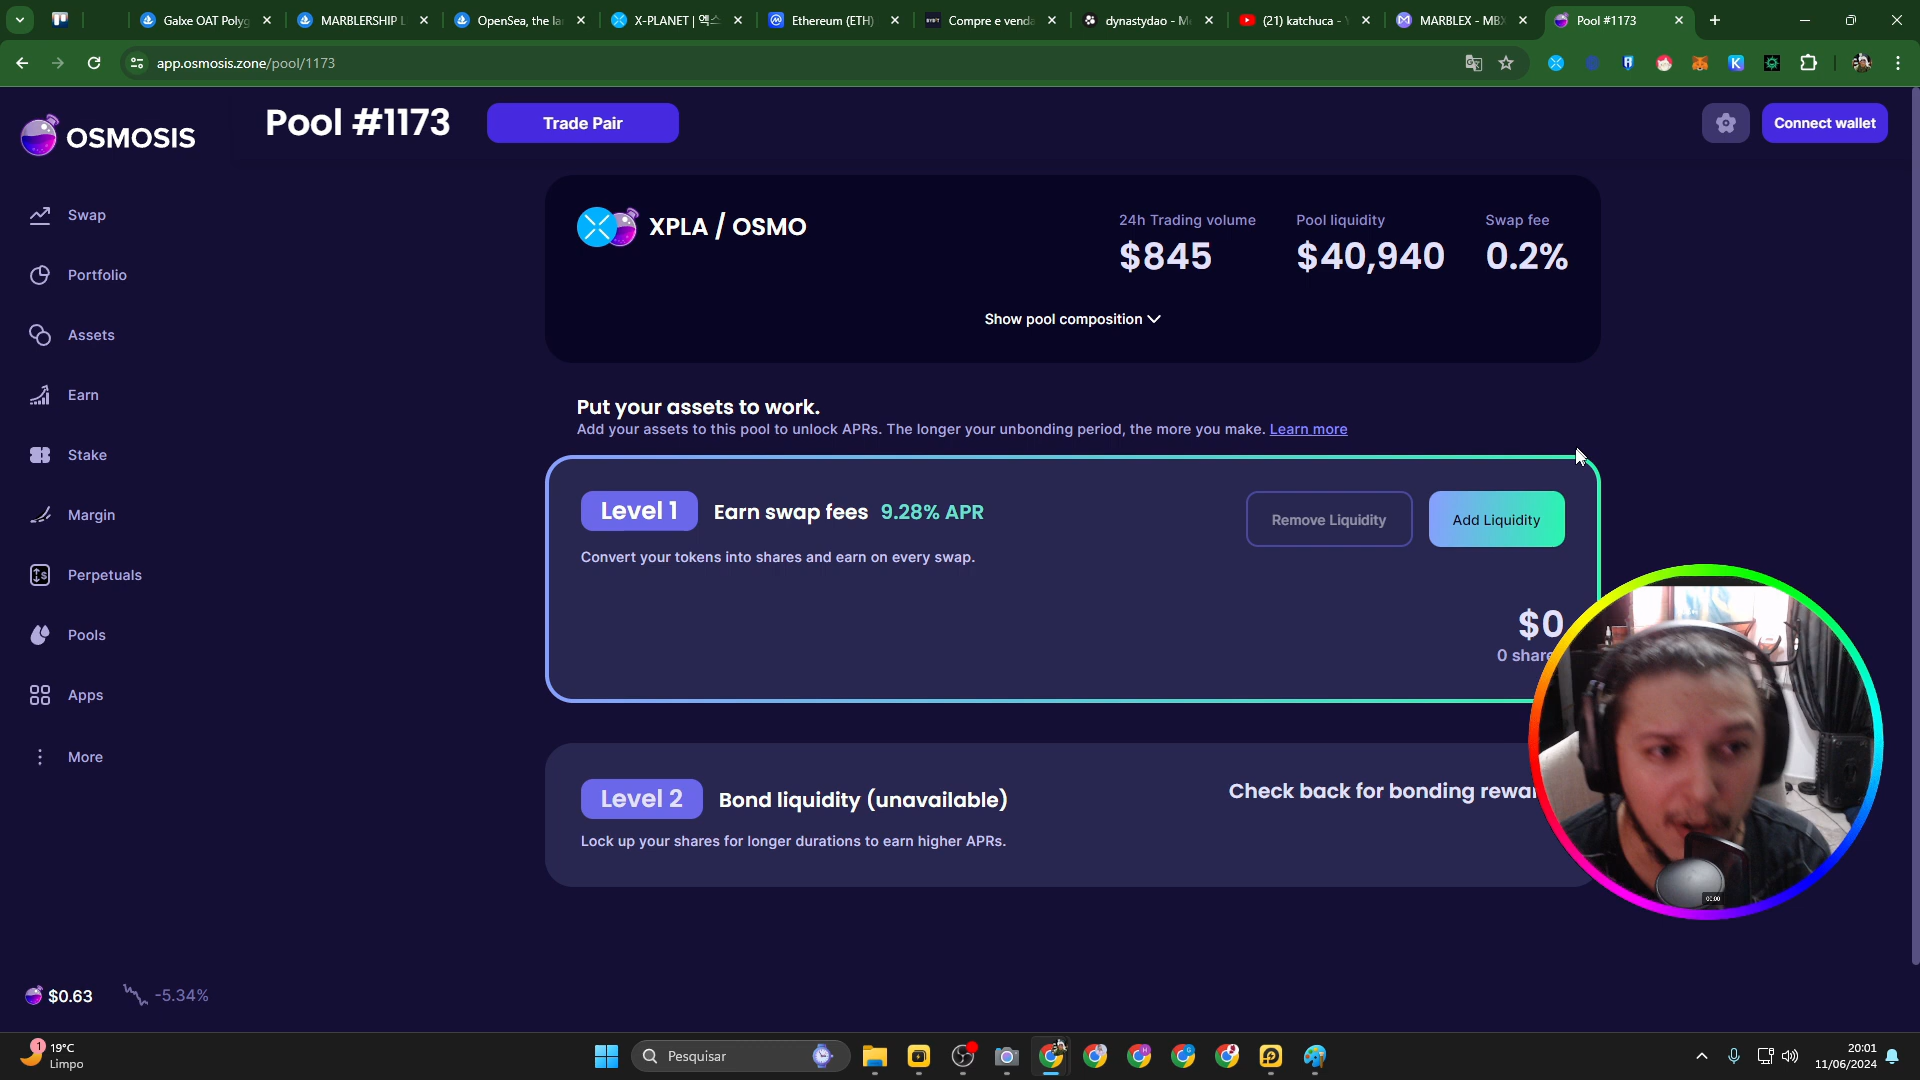 Galxe OAT Polyg
MARBLERSHIP L
OpenSea, the la
X-PLANET | 엑스
Ethereum (ETH)
Compre e venda
dynastydao - M
(21) katchuca - Y
MARBLEX - MBX
Pool #1173
app.osmosis.zone/pool/1173
OSMOSIS
Pool #1173
Trade Pair
Connect wallet
Swap
Portfolio
Assets
Earn
Stake
Margin
Perpetuals
Pools
Apps
More
XPLA / OSMO
24h Trading volume
$845
Pool liquidity
$40,940
Swap fee
0.2%
Show pool composition
Put your assets to work.
Add your assets to this pool to unlock APRs. The longer your unbonding period, the more you make. Learn more
Level 1
Earn swap fees 9.28% APR
Convert your tokens into shares and earn on every swap.
Remove Liquidity
Add Liquidity
$0
0 share
Level 2
Bond liquidity (unavailable)
Lock up your shares for longer durations to earn higher APRs.
Check back for bonding rewar
00:00
$0.63
-5.34%
1
19°C
Limpo
Pesquisar
20:01
11/06/2024